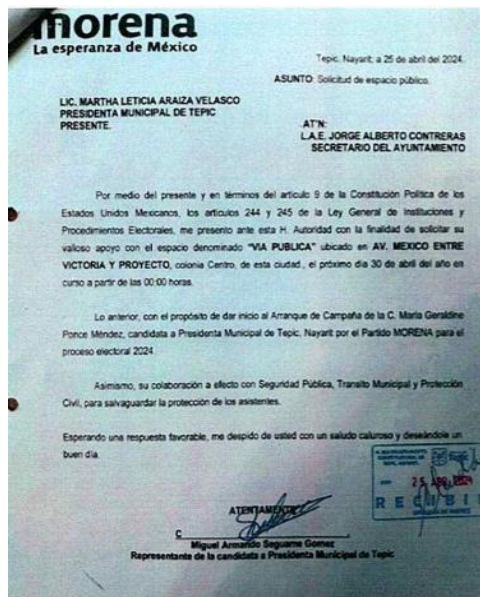 morena
La esperanza de México
Tepic, Nayarit; a 25 de abril del 2024.
ASUNTO: Solicitud de espacio público.
LIC. MARTHA LETICIA ARAIZA VELASCO
PRESIDENTA MUNICIPAL DE TEPIC
PRESENTE.
AT'N:
L.A.E. JORGE ALBERTO CONTRERAS
SECRETARIO DEL AYUNTAMIENTO
Por medio del presente y en términos del artículo 9 de la Constitución Política de los
Estados Unidos Mexicanos, los artículos 244 y 245 de la Ley General de Instituciones y
Procedimientos Electorales, me presento ante esta H. Autoridad con la finalidad de solicitar su
valioso apoyo con el espacio denominado "VIA PUBLICA" ubicado en AV. MEXICO ENTRE
VICTORIA Y PROYECTO, colonia Centro, de esta ciudad., el próximo día 30 de abril del año en
curso a partir de las 00:00 horas.
Lo anterior, con el propósito de dar inicio al Arranque de Campaña de la C. María Geraldine
Ponce Méndez, candidata a Presidenta Municipal de Tepic, Nayarit por el Partido MORENA para el
proceso electoral 2024.
Asimismo, su colaboración a efecto con Seguridad Pública, Transito Municipal y Protección
Civil, para salvaguardar la protección de los asistentes.
Esperando una respuesta favorable, me despido de usted con un saludo caluroso y deseándole un
buen día.
25 ABR. 2024
RECIBI
ATENTAMENTE
C
Miguel Armando Segueme Gomez
Representante de la candidata a Presidenta Municipal de Tepic